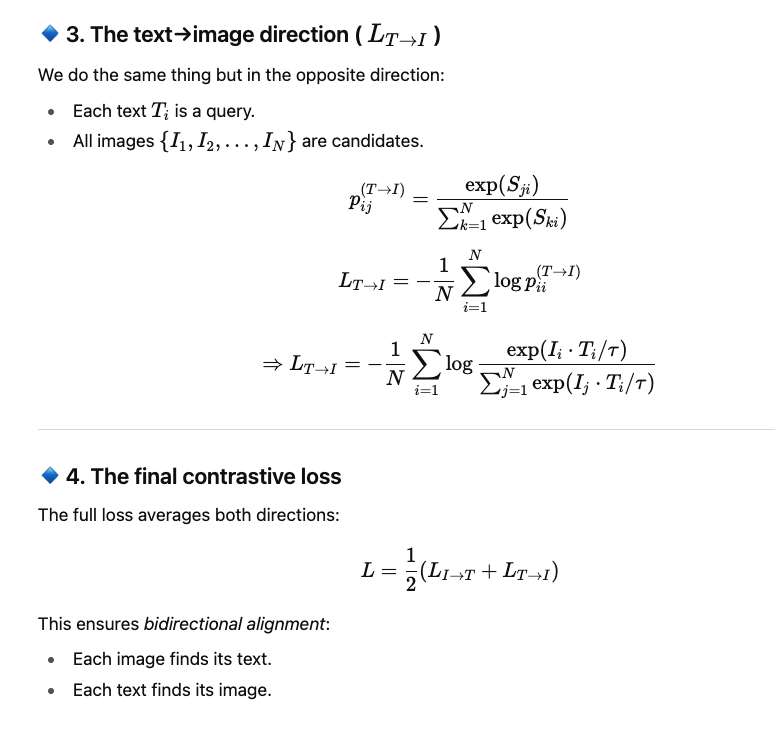 🔷 3. The text→image direction ( $L_{T \to I}$ )
We do the same thing but in the opposite direction:
• Each text $T_i$ is a query.
• All images $\{I_1, I_2, \ldots, I_N\}$ are candidates.
$p_{ij}^{(T \to I)} = \frac{\exp(S_{ji})}{\sum_{k=1}^{N} \exp(S_{ki})}$
$L_{T \to I} = -\frac{1}{N} \sum_{i=1}^{N} \log p_{ii}^{(T \to I)}$
$\Rightarrow L_{T \to I} = -\frac{1}{N} \sum_{i=1}^{N} \log \frac{\exp(I_i \cdot T_i / \tau)}{\sum_{j=1}^{N} \exp(I_j \cdot T_i / \tau)}$
🔷 4. The final contrastive loss
The full loss averages both directions:
$L = \frac{1}{2}(L_{I \to T} + L_{T \to I})$
This ensures bidirectional alignment:
• Each image finds its text.
• Each text finds its image.